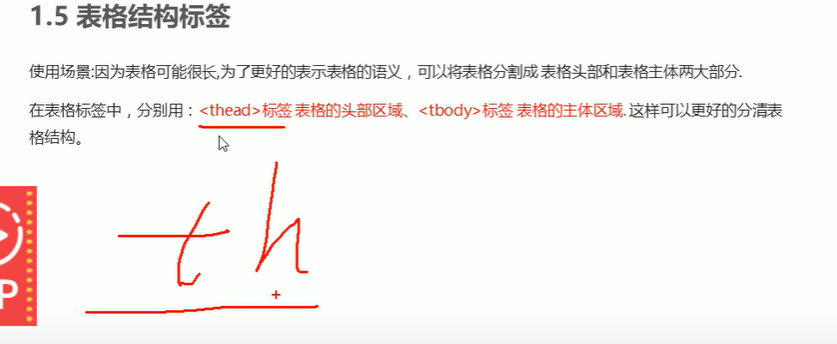 1.5 表格结构标签
使用场景:因为表格可能很长,为了更好的表示表格的语义，可以将表格分割成 表格头部和表格主体两大部分.
在表格标签中，分别用：<thead>标签 表格的头部区域、<tbody>标签 表格的主体区域. 这样可以更好的分清表
格结构。
th
P